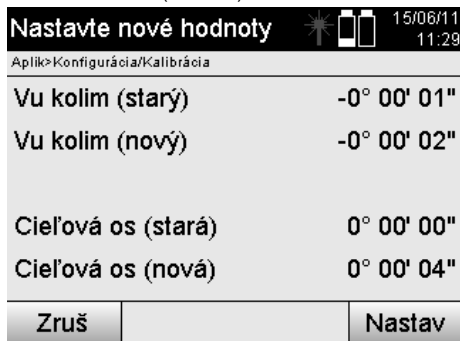 Nastavte nové hodnoty
15/06/11
11:29
Aplik>Konfigurácia/Kalibrácia
Vu kolim (starý) -0° 00' 01"
Vu kolim (nový) -0° 00' 02"
Cieľová os (stará) 0° 00' 00"
Cieľová os (nová) 0° 00' 04"
Zruš Nastav